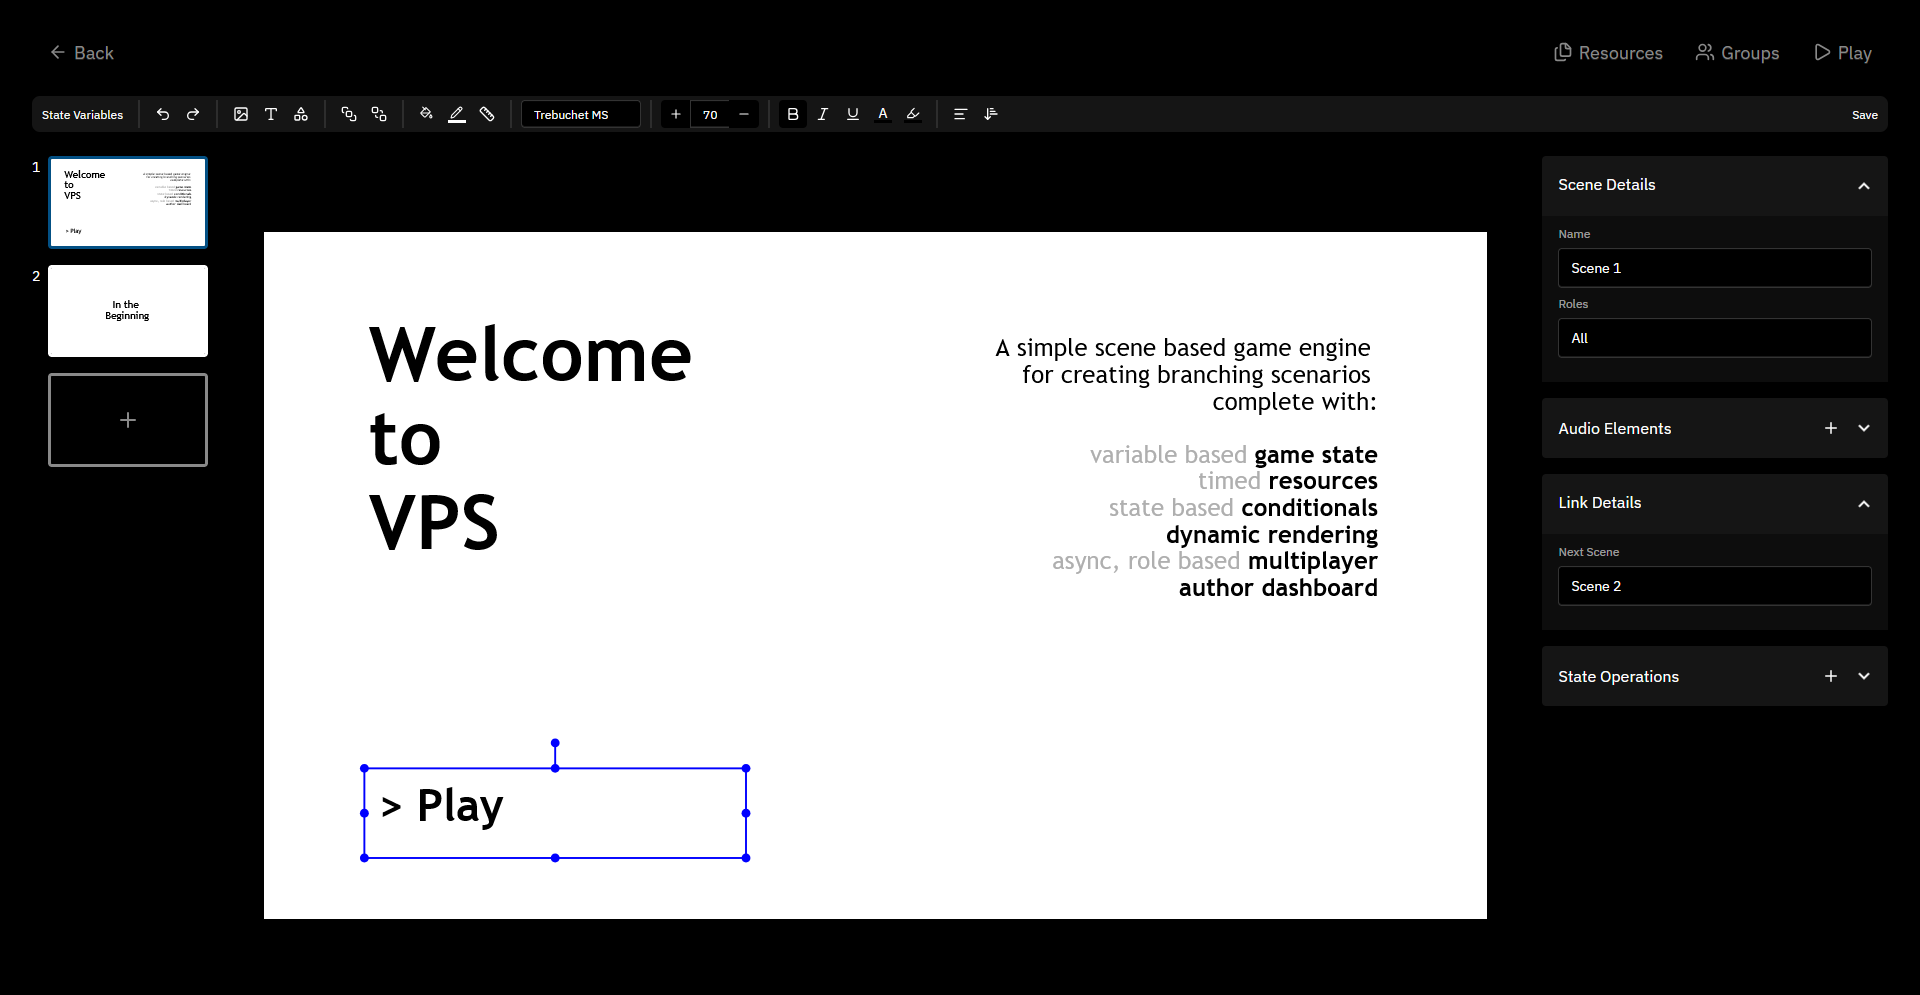 Back
Resources
Groups
Play
State Variables
Trebuchet MS
70
B
I
U
A
Save
1
Welcome
to
VPS
> Play
2
In the
Beginning
Welcome
to
VPS
A simple scene based game engine
for creating branching scenarios
complete with:
variable based game state
timed resources
state based conditionals
dynamic rendering
async, role based multiplayer
author dashboard
> Play
Scene Details
Name
Scene 1
Roles
All
Audio Elements
Link Details
Next Scene
Scene 2
State Operations